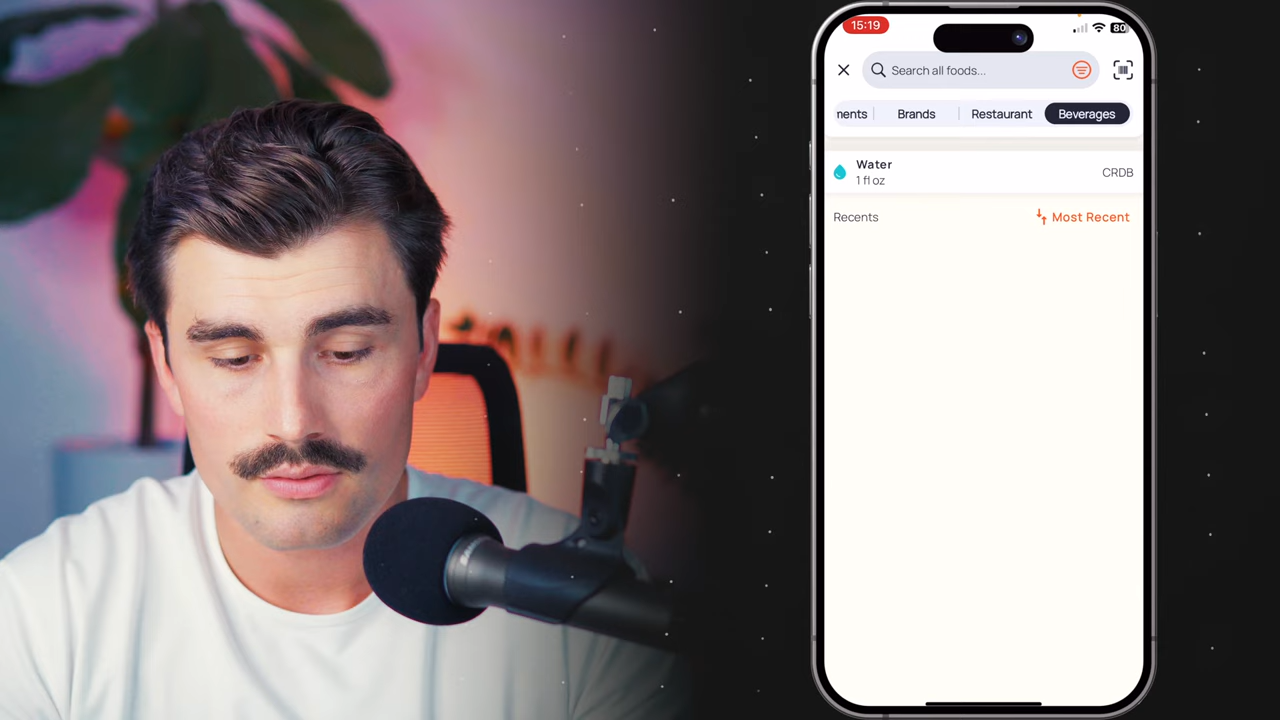 15:19
80
Search all foods...
nents
Brands
Restaurant
Beverages
Water
1 fl oz
CRDB
Recents
Most Recent